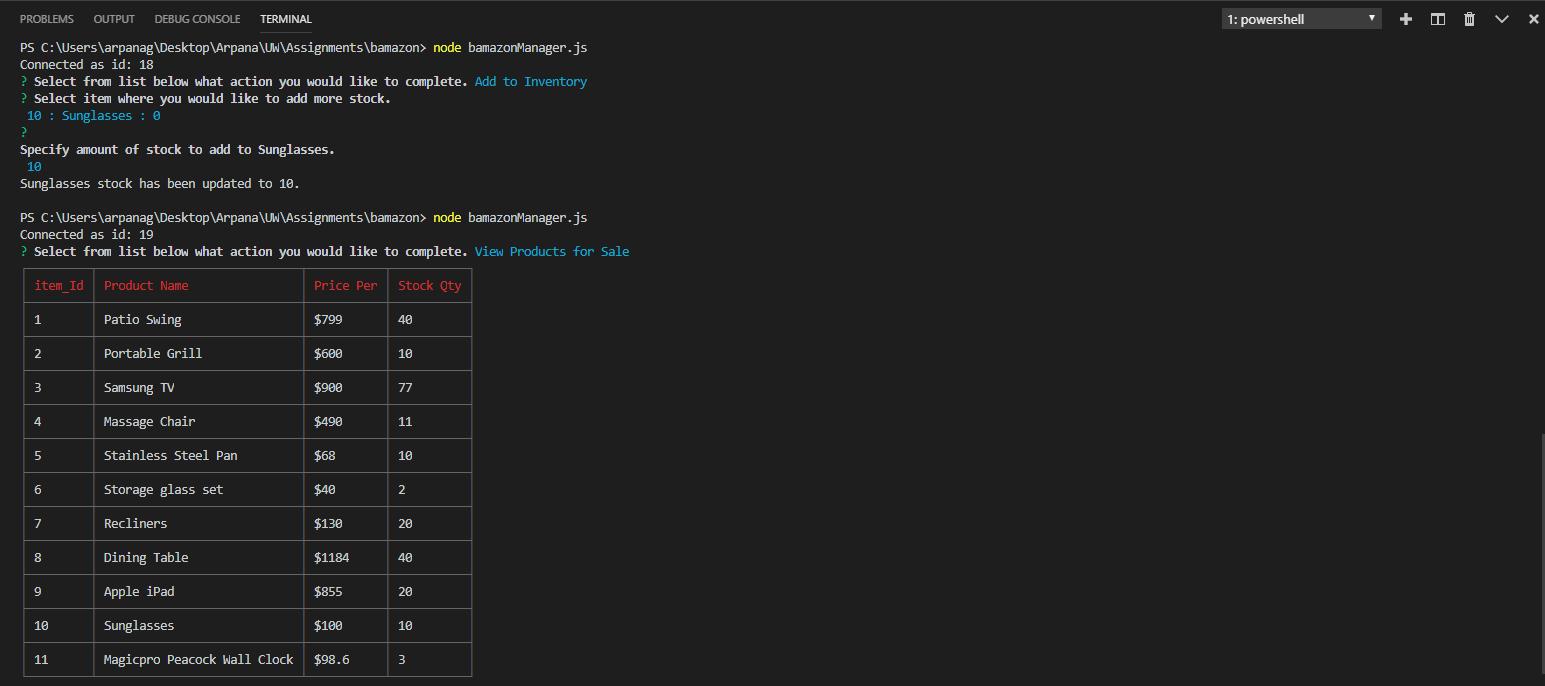 PROBLEMS OUTPUT DEBUG CONSOLE TERMINAL 1: powershell
PS C:\Users\arpanag\Desktop\Arpana\UW\Assignments\bamazon> node bamazonManager.js
Connected as id: 18
? Select from list below what action you would like to complete. Add to Inventory
? Select item where you would like to add more stock.
10 : Sunglasses : 0
?
Specify amount of stock to add to Sunglasses.
10
Sunglasses stock has been updated to 10.
PS C:\Users\arpanag\Desktop\Arpana\UW\Assignments\bamazon> node bamazonManager.js
Connected as id: 19
? Select from list below what action you would like to complete. View Products for Sale
item_Id Product Name Price Per Stock Qty
1 Patio Swing $799 40
2 Portable Grill $600 10
3 Samsung TV $900 77
4 Massage Chair $490 11
5 Stainless Steel Pan $68 10
6 Storage glass set $40 2
7 Recliners $130 20
8 Dining Table $1184 40
9 Apple iPad $855 20
10 Sunglasses $100 10
11 Magicpro Peacock Wall Clock $98.6 3